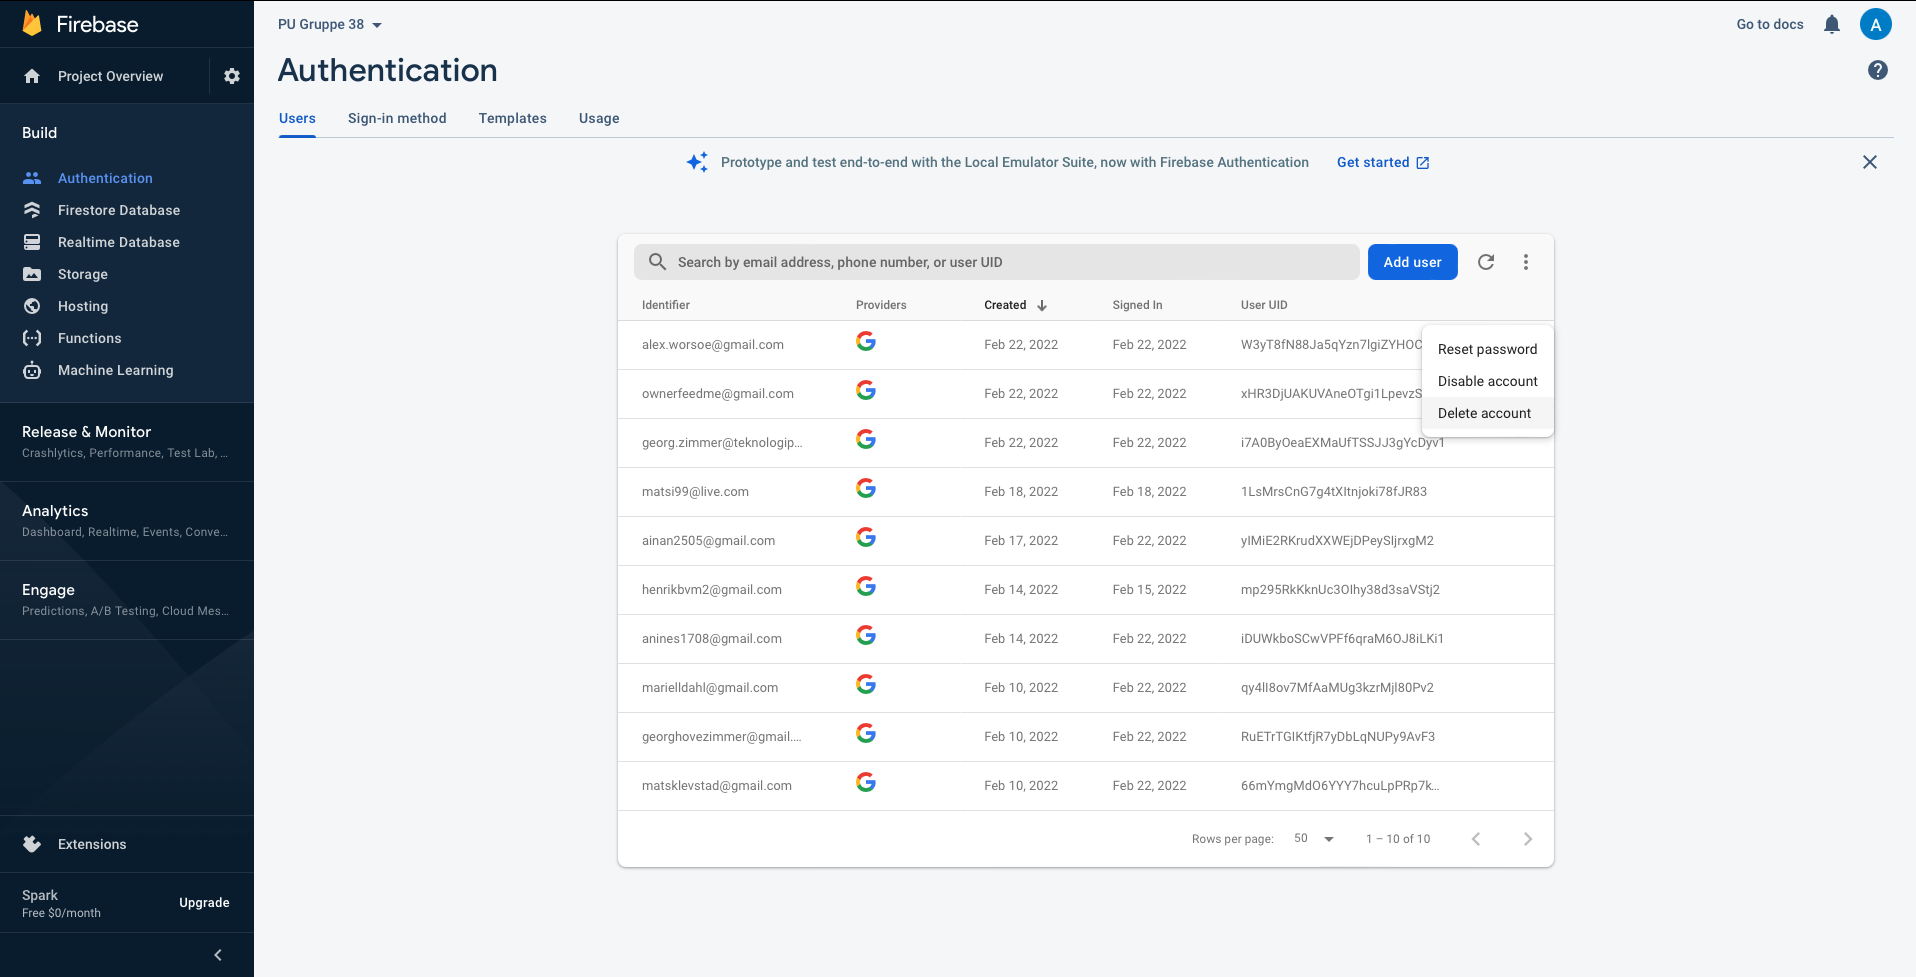 Firebase
Project Overview
Build
Authentication
Firestore Database
Realtime Database
Storage
Hosting
Functions
Machine Learning
Release & Monitor
Crashlytics, Performance, Test Lab, ...
Analytics
Dashboard, Realtime, Events, Conve...
Engage
Predictions, A/B Testing, Cloud Mes...
Extensions
Spark
Free $0/month
Upgrade
PU Gruppe 38
Go to docs
A
Authentication
Users Sign-in method Templates Usage
Prototype and test end-to-end with the Local Emulator Suite, now with Firebase Authentication Get started
Search by email address, phone number, or user UID
Add user
Identifier Providers Created Signed In User UID
alex.worsoe@gmail.com Feb 22, 2022 Feb 22, 2022 W3yT8fN88Ja5qYzn7lgiZYHOC
ownerfeedme@gmail.com Feb 22, 2022 Feb 22, 2022 xHR3DjUAKUVAneOTgi1LpevzS
georg.zimmer@teknologip... Feb 22, 2022 Feb 22, 2022 i7A0ByOeaEXMaUfTSSJJ3gYcDyv1
matsi99@live.com Feb 18, 2022 Feb 18, 2022 1LsMrsCnG7g4tXItnjoki78fJR83
ainan2505@gmail.com Feb 17, 2022 Feb 22, 2022 yIMiE2RKrudXXWEjDPeySIjrxgM2
henrikbvm2@gmail.com Feb 14, 2022 Feb 15, 2022 mp295RkKknUc3OIhy38d3saVStj2
anines1708@gmail.com Feb 14, 2022 Feb 22, 2022 iDUWkboSCwVPFf6qraM6OJ8iLKi1
marielldahl@gmail.com Feb 10, 2022 Feb 22, 2022 qy4lI8ov7MfAaMUg3kzrMjl80Pv2
georghovezimmer@gmail.... Feb 10, 2022 Feb 22, 2022 RuETrTGIKtfjR7yDbLqNUPy9AvF3
matsklevstad@gmail.com Feb 10, 2022 Feb 22, 2022 66mYmgMdO6YYY7hcuLpPRp7k...
Reset password
Disable account
Delete account
Rows per page: 50 1 – 10 of 10